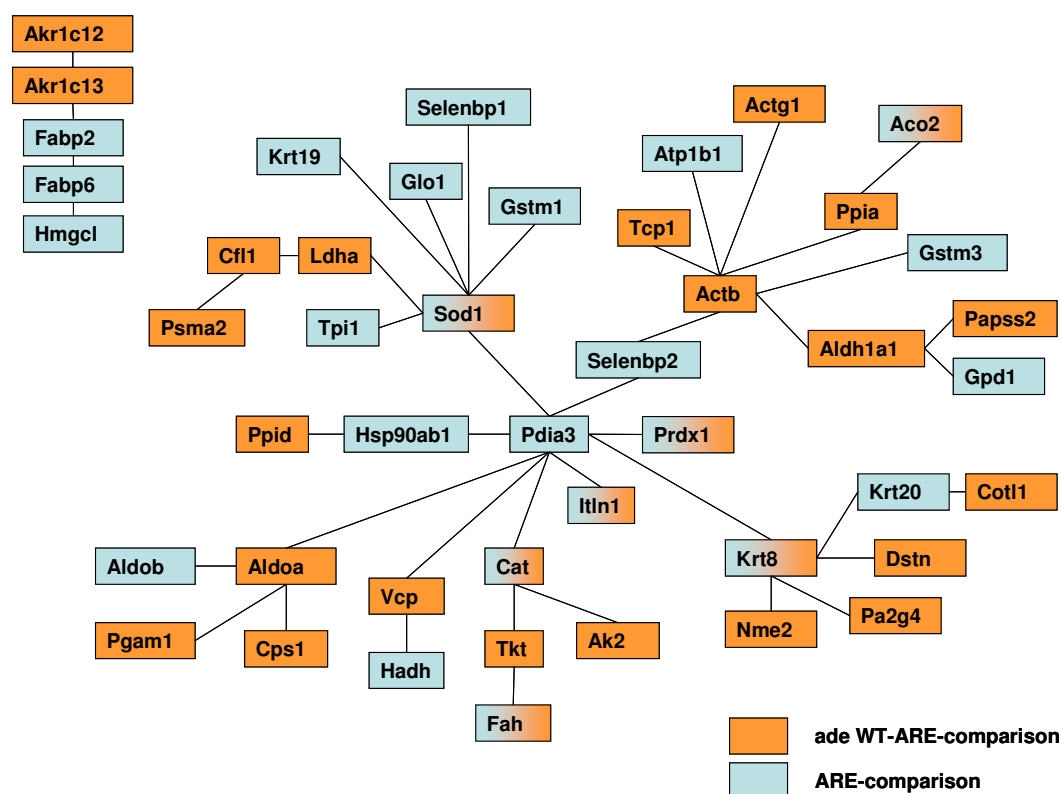 Akr1c12
Akr1c13
Fabp2
Fabp6
Hmgcl
Selenbp1
Krt19
Glo1
Gstm1
Cfl1
Ldha
Psma2
Tpi1
Sod1
Actg1
Aco2
Atp1b1
Ppia
Tcp1
Gstm3
Actb
Papss2
Aldh1a1
Gpd1
Selenbp2
Ppid
Hsp90ab1
Pdia3
Prdx1
Itln1
Krt20
Cotl1
Krt8
Dstn
Nme2
Pa2g4
Aldob
Aldoa
Pgam1
Cps1
Vcp
Hadh
Cat
Tkt
Ak2
Fah
ade WT-ARE-comparison
ARE-comparison